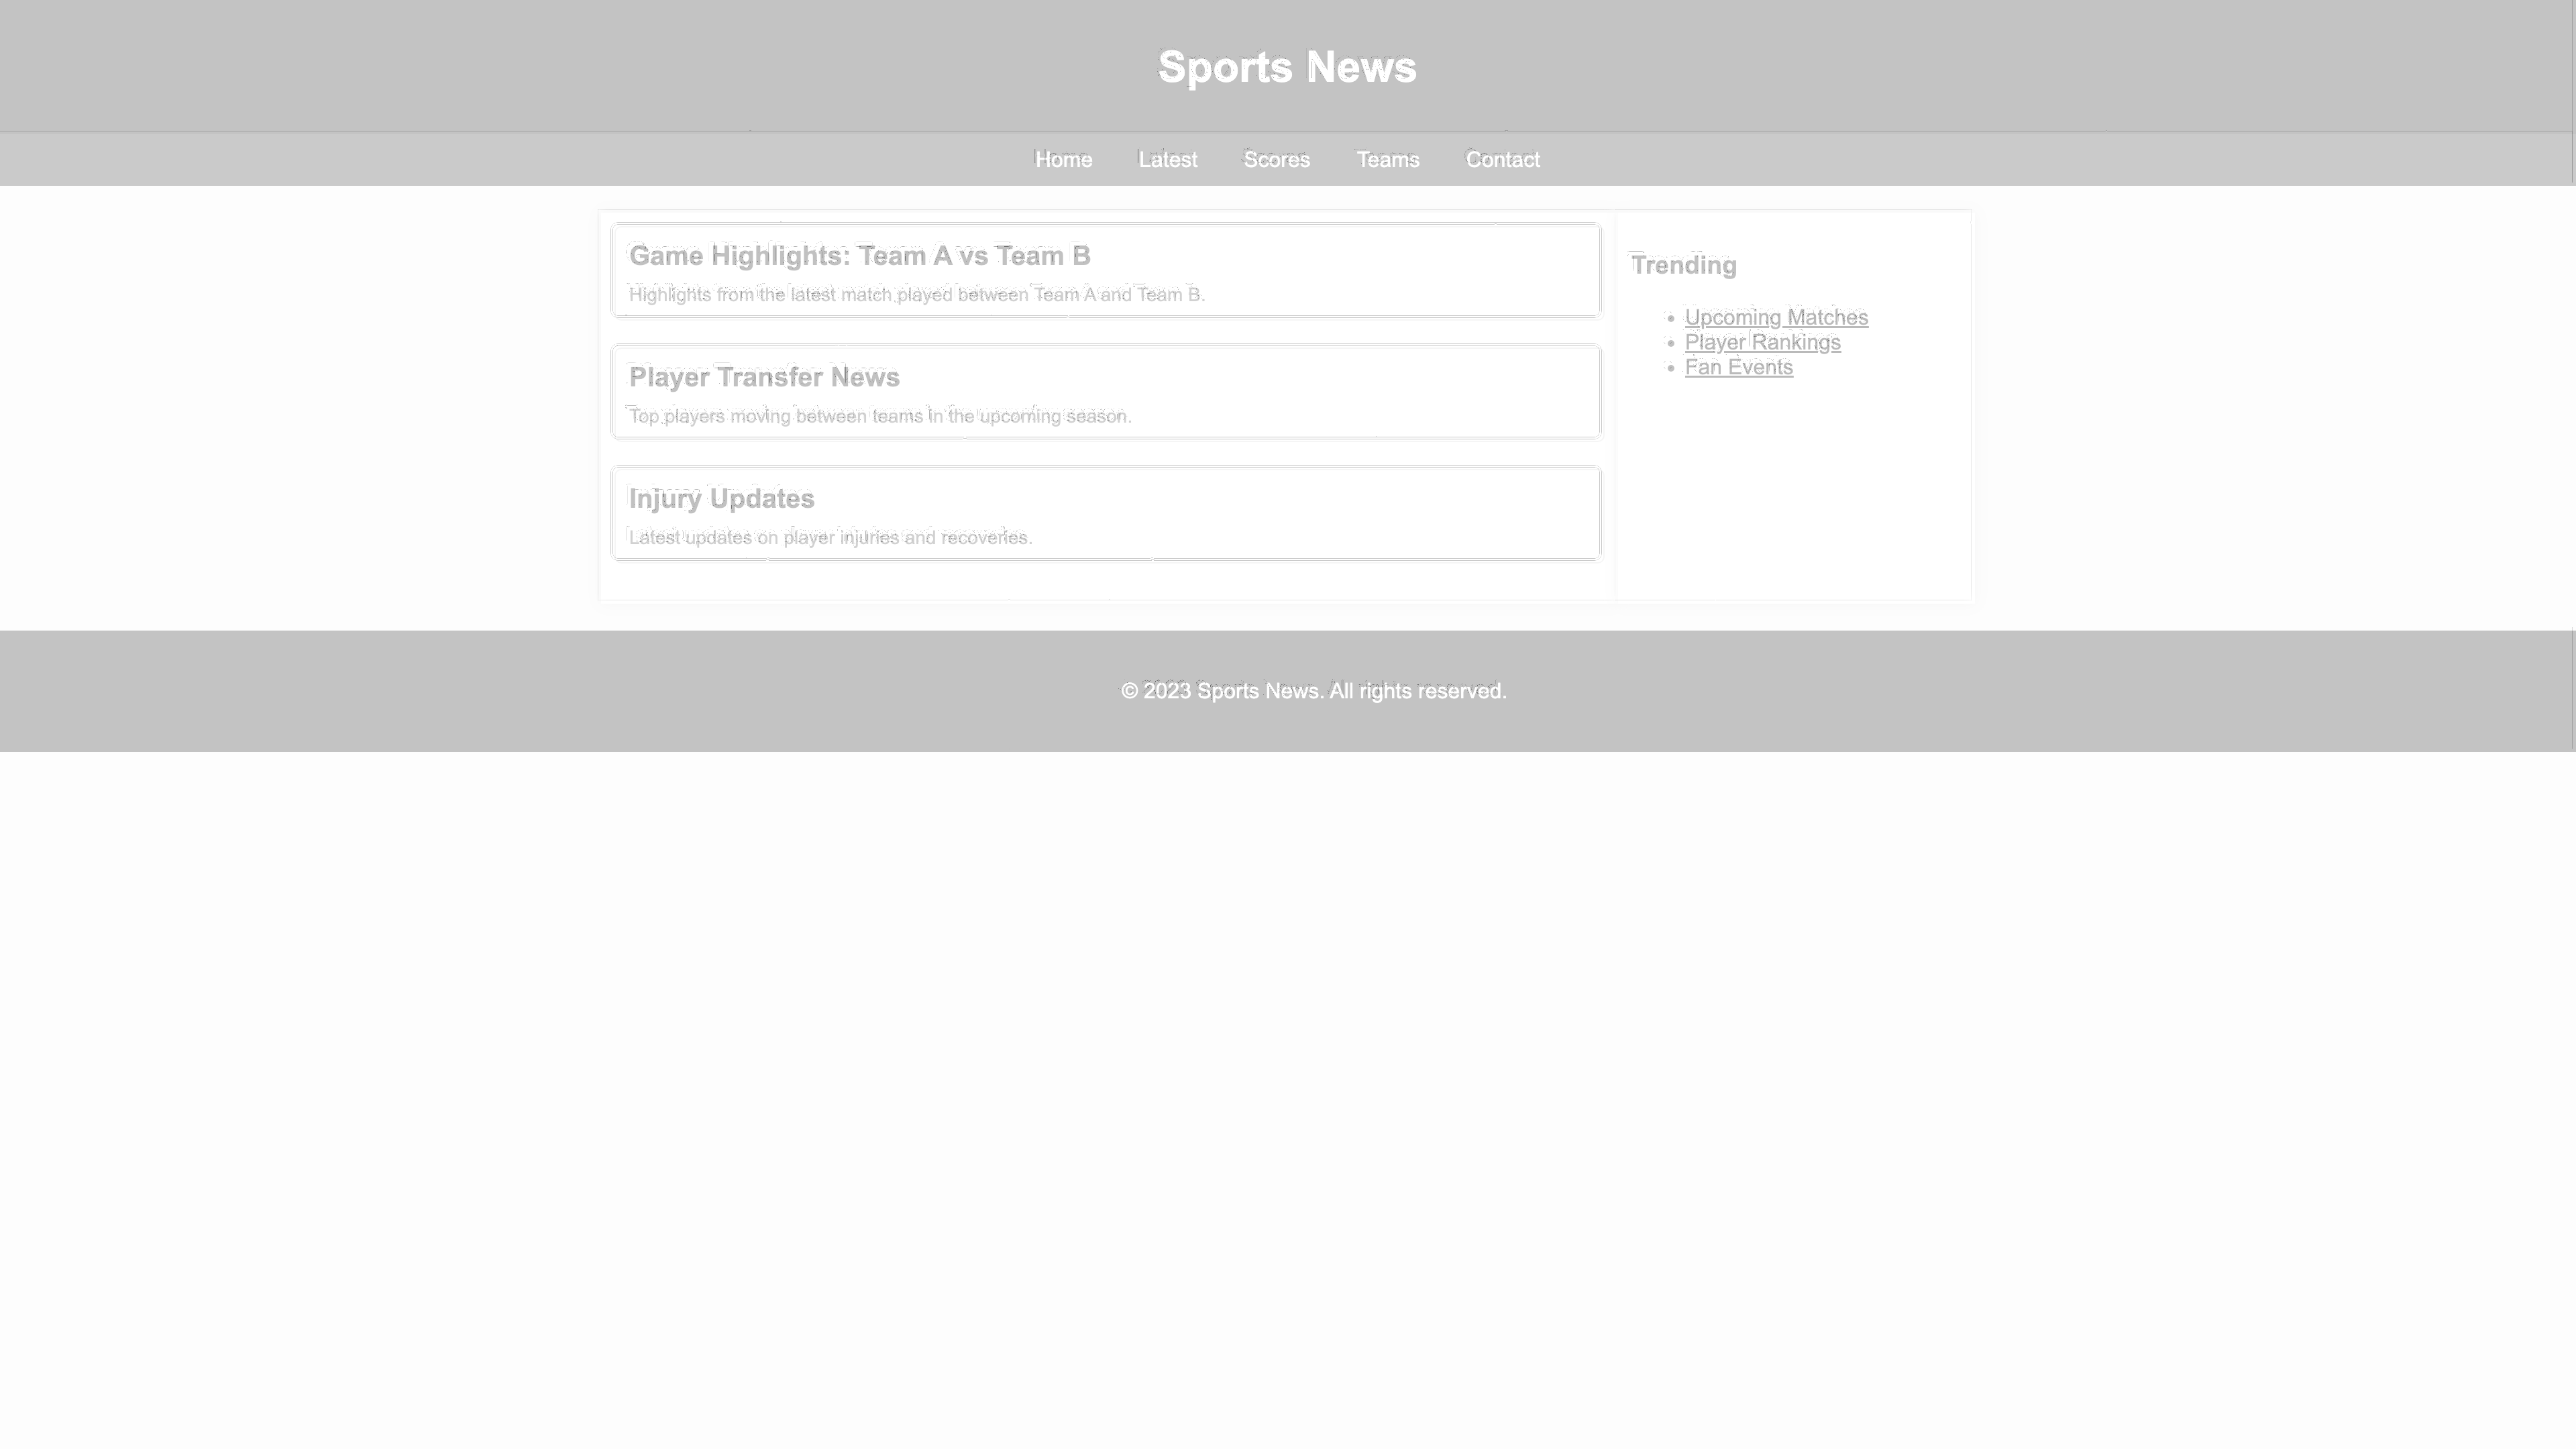 Sports News
Home Latest Scores Teams Contact
Game Highlights: Team A vs Team B
Highlights from the latest match played between Team A and Team B.
Player Transfer News
Top players moving between teams in the upcoming season.
Injury Updates
Latest updates on player injuries and recoveries.
Trending
• Upcoming Matches
• Player Rankings
• Fan Events
© 2023 Sports News. All rights reserved.